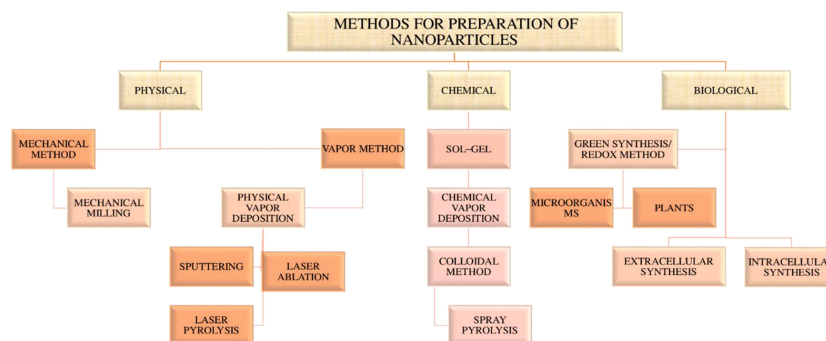 METHODS FOR PREPARATION OF
NANOPARTICLES
PHYSICAL
CHEMICAL
BIOLOGICAL
MECHANICAL
METHOD
VAPOR METHOD
SOL–GEL
GREEN SYNTHESIS/
REDOX METHOD
MECHANICAL
MILLING
PHYSICAL
VAPOR
DEPOSITION
CHEMICAL
VAPOR
DEPOSITION
MICROORGANIS
MS
PLANTS
SPUTTERING
LASER
ABLATION
COLLOIDAL
METHOD
EXTRACELLULAR
SYNTHESIS
INTRACELLULAR
SYNTHESIS
LASER
PYROLYSIS
SPRAY
PYROLYSIS